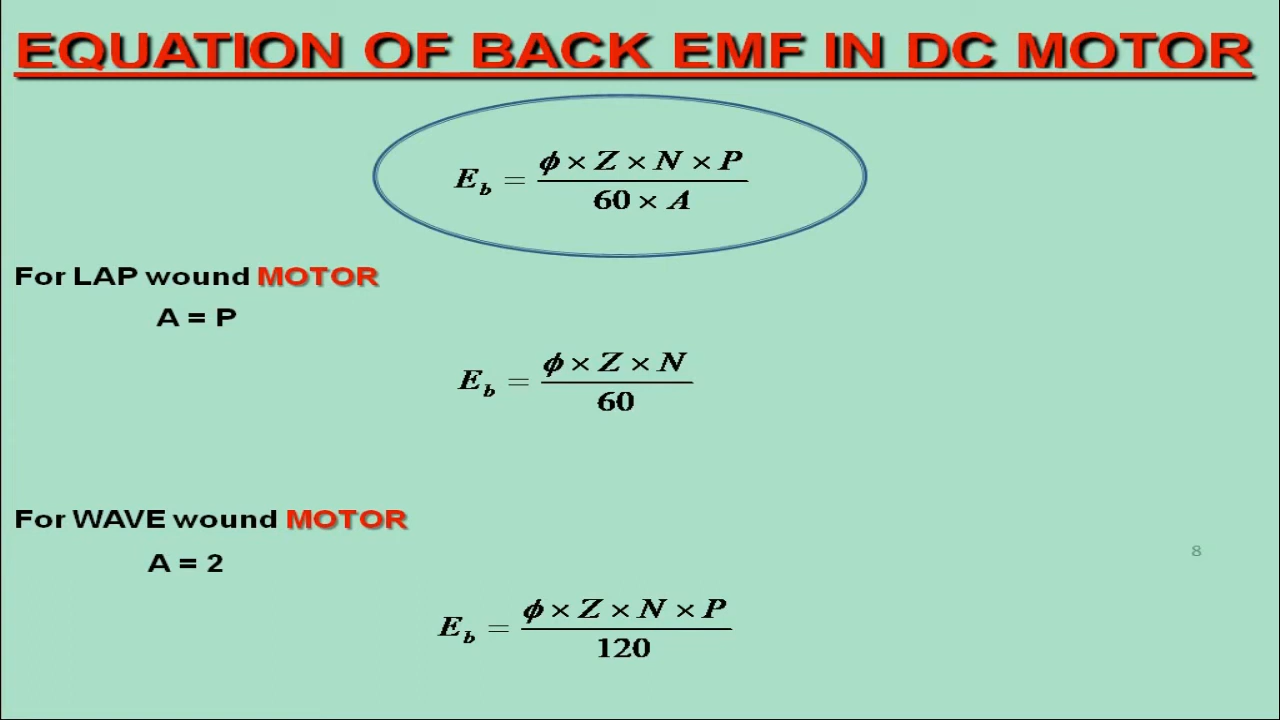 EQUATION OF BACK EMF IN DC MOTOR
E_b = ϕ × Z × N × P / 60 × A
For LAP wound MOTOR
A = P
E_b = ϕ × Z × N / 60
For WAVE wound MOTOR
8
A = 2
E_b = ϕ × Z × N × P / 120